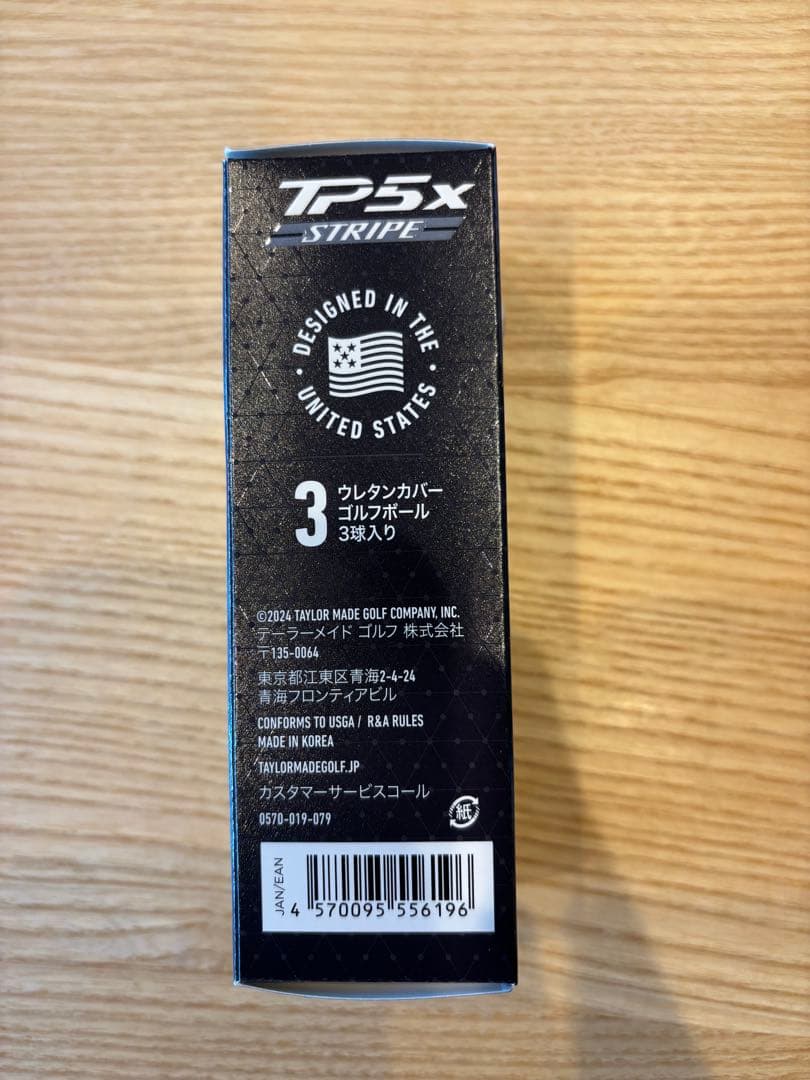 TP5x
STRIPE
DESIGNED IN THE
UNITED STATES
3
ウレタンカバー
ゴルフボール
3球入り
©2024 TAYLOR MADE GOLF COMPANY, INC.
テーラーメイド ゴルフ 株式会社
〒135-0064
東京都江東区青海2-4-24
青海フロンティアビル
CONFORMS TO USGA / R&A RULES
MADE IN KOREA
TAYLORMADEGOLF.JP
カスタマーサービスコール
0570-019-079
紙
JAN/EAN
4 570095 556196